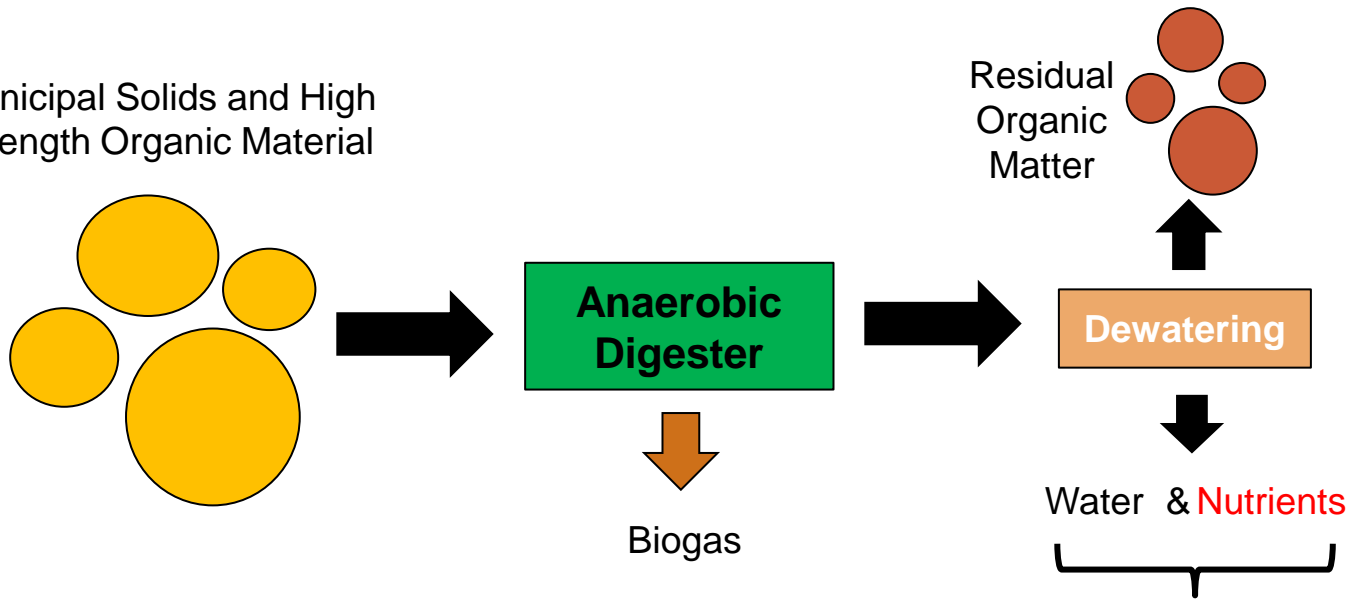 nicipal Solids and High
ength Organic Material
Residual
Organic
Matter
Anaerobic
Digester
Dewatering
Biogas
Water & Nutrients